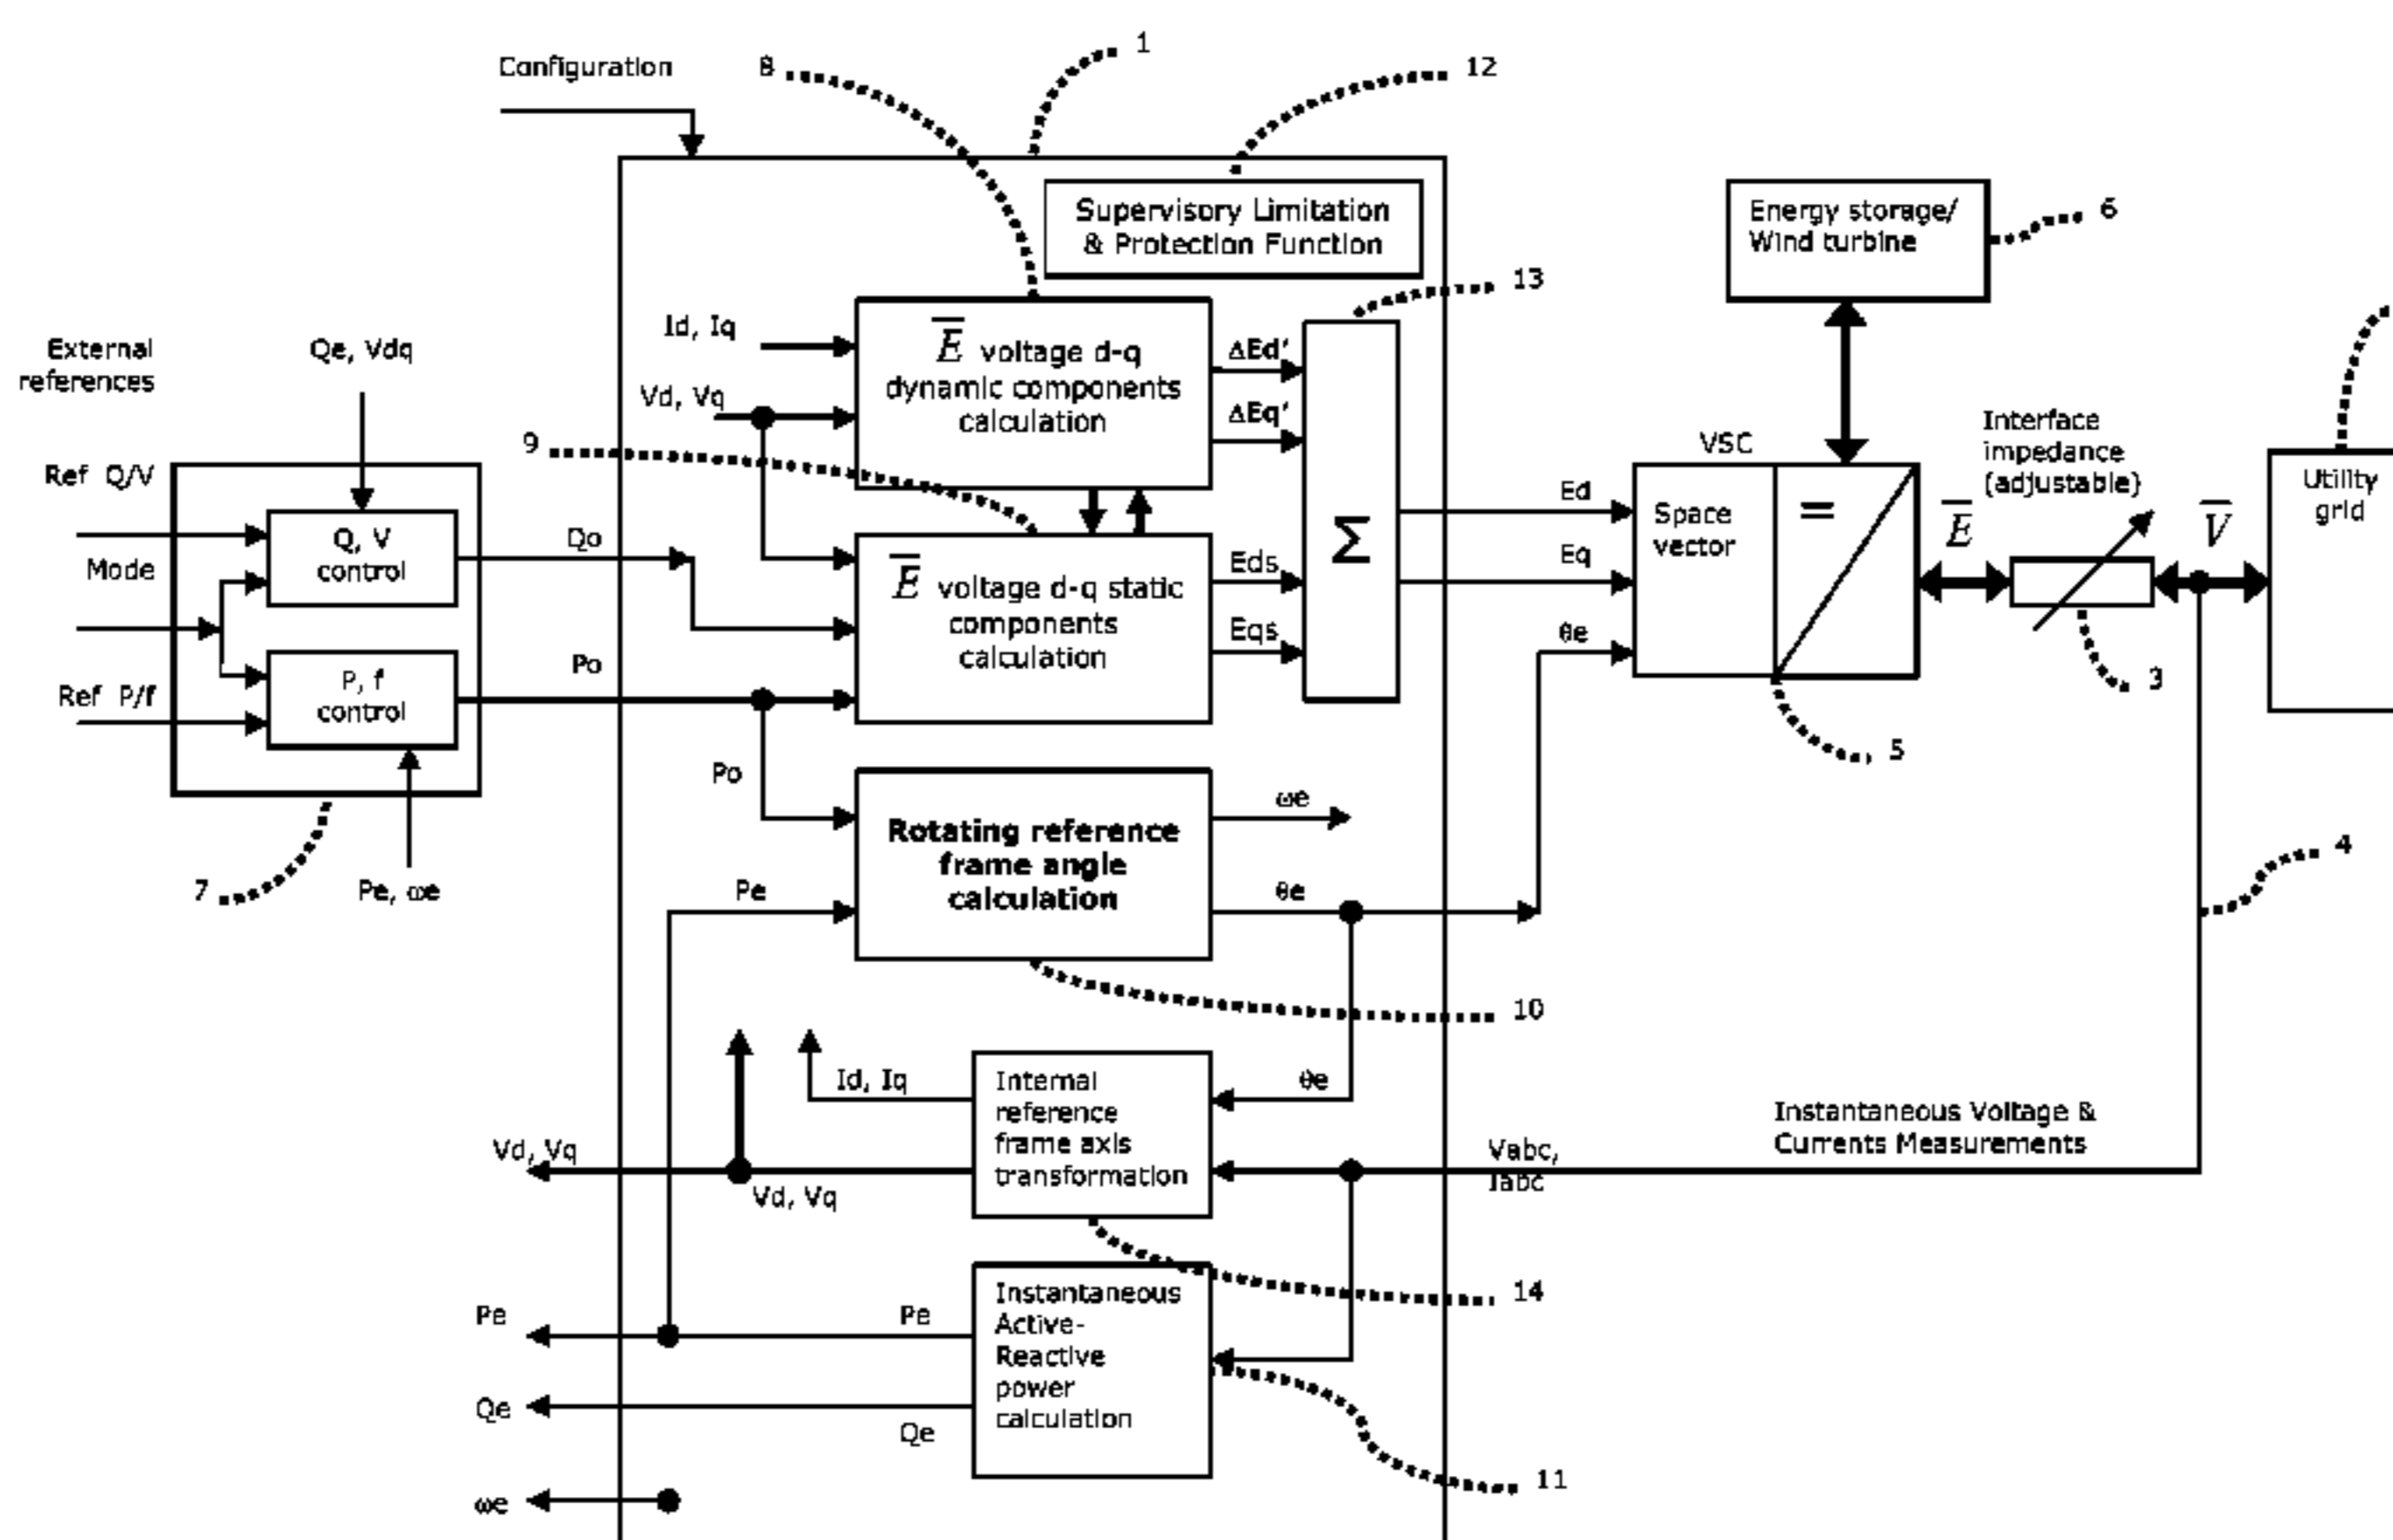 Configuration
8
1
12
Supervisory Limitation
& Protection Function
Energy storage/
Wind turbine
6
13
External
references
Qe, Vdq
Id, Iq
Vd, Vq
E voltage d-q
dynamic components
calculation
ΔEd'
ΔEq'
9
Ref Q/V
Mode
Ref P/f
Q, V
control
P, f
control
Qo
Po
E voltage d-q static
components
calculation
Eds
Eqs
Σ
Ed
Eq
θe
VSC
Space
vector
=
E
Interface
impedance
(adjustable)
V
Utility
grid
3
5
7
Pe, ωe
Po
Pe
Rotating reference
frame angle
calculation
ωe
θe
4
10
Id, Iq
Internal
reference
frame axis
transformation
θe
Vd, Vq
Vd, Vq
Vabc,
Iabc
Instantaneous Voltage &
Currents Measurements
14
Pe
Pe
Instantaneous
Active-
Reactive
power
calculation
Qe
Qe
11
ωe